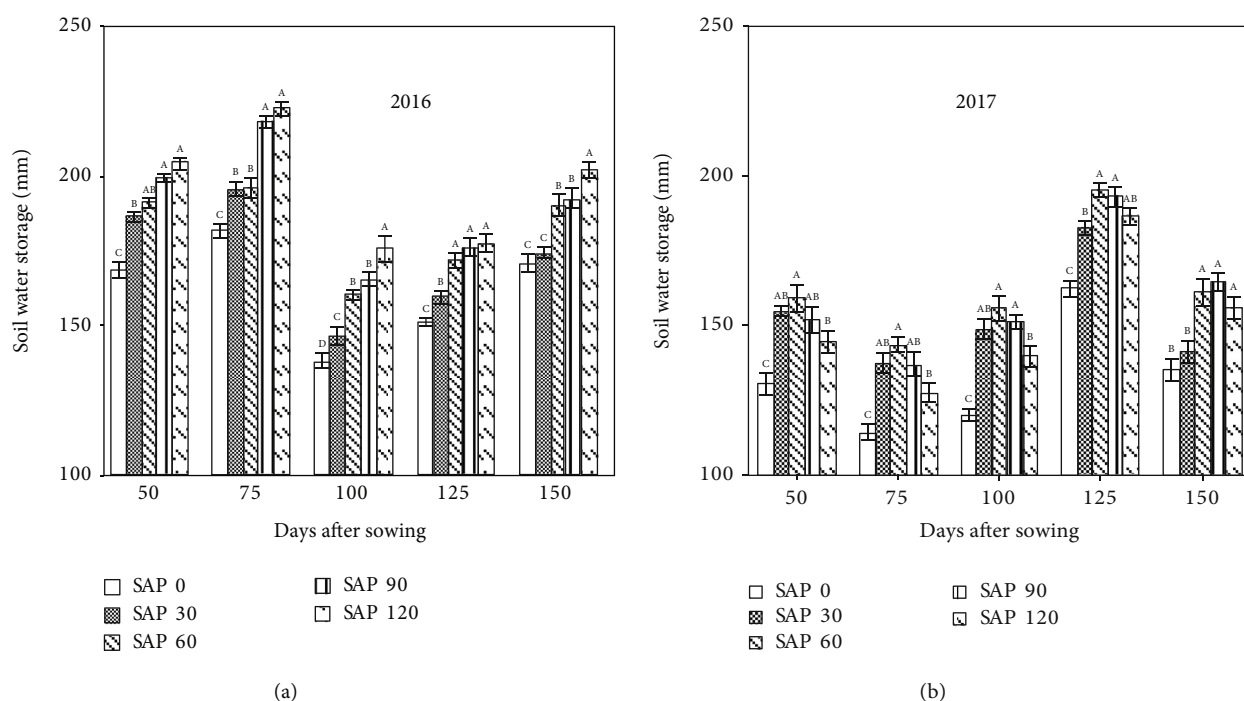 250
200
150
100
Soil water storage (mm)
2016
C B AB A A
C B B A A
D C B B A
C B A A A
C C B B A
50 75 100 125 150
Days after sowing
SAP 0
SAP 30
SAP 60
SAP 90
SAP 120
(a)
250
200
150
100
Soil water storage (mm)
2017
C AB A AB B
C AB A AB B
C AB A A B
C B A A AB
B B A A A
50 75 100 125 150
Days after sowing
SAP 0
SAP 30
SAP 60
SAP 90
SAP 120
(b)